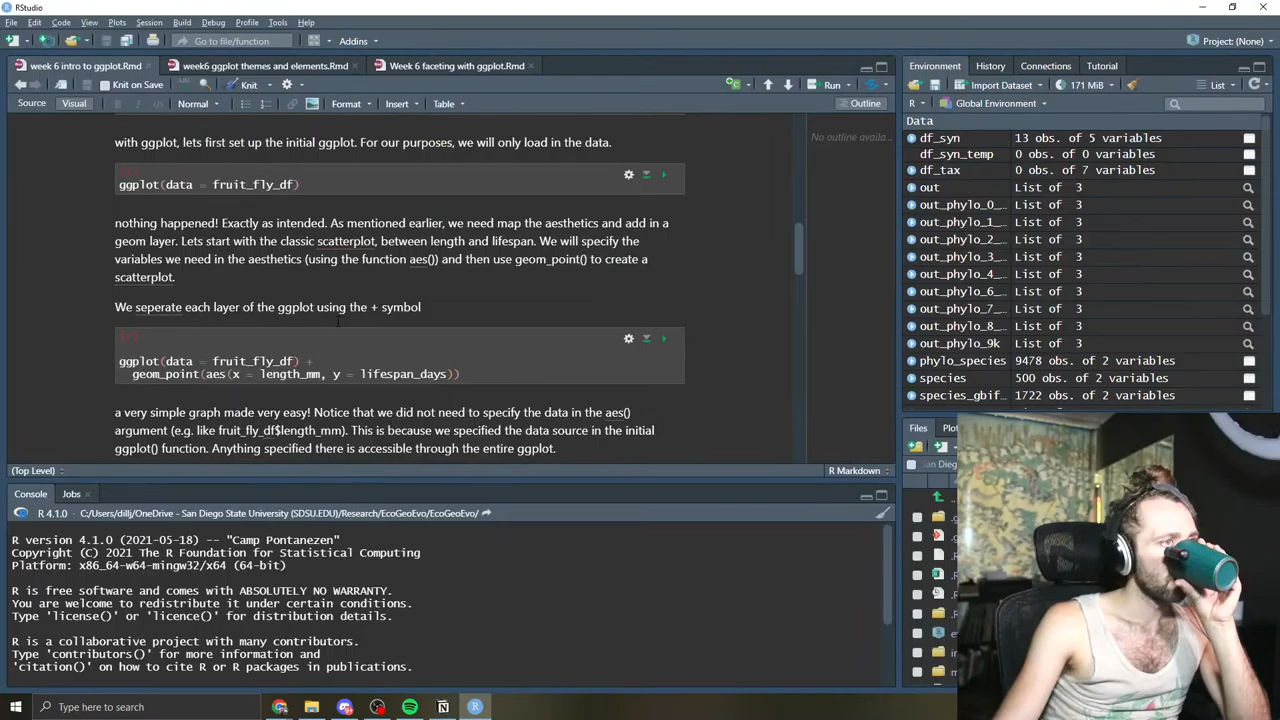 RStudio
File Edit Code View Plots Session Build Debug Profile Tools Help
Go to file/function Addins Project: (None)
week 6 intro to ggplot.Rmd week6 ggplot themes and elements.Rmd Week 6 faceting with ggplot.Rmd
Knit on Save Knit Run
Source Visual B I </> Normal Format Insert Table Outline
with ggplot, lets first set up the initial ggplot. For our purposes, we will only load in the data.
ggplot(data = fruit_fly_df)
nothing happened! Exactly as intended. As mentioned earlier, we need map the aesthetics and add in a
geom layer. Lets start with the classic scatterplot, between length and lifespan. We will specify the
variables we need in the aesthetics (using the function aes()) and then use geom_point() to create a
scatterplot.
We seperate each layer of the ggplot using the + symbol
ggplot(data = fruit_fly_df) +
geom_point(aes(x = length_mm, y = lifespan_days))
a very simple graph made very easy! Notice that we did not need to specify the data in the aes()
argument (e.g. like fruit_fly_df$length_mm). This is because we specified the data source in the initial
ggplot() function. Anything specified there is accessible through the entire ggplot.
No outline availa...
(Top Level) R Markdown
Console Jobs
R 4.1.0 C:/Users/dillj/OneDrive - San Diego State University (SDSU.EDU)/Research/EcoGeoEvo/EcoGeoEvo/
R version 4.1.0 (2021-05-18) -- "Camp Pontanezen"
Copyright (C) 2021 The R Foundation for Statistical Computing
Platform: x86_64-w64-mingw32/x64 (64-bit)
R is free software and comes with ABSOLUTELY NO WARRANTY.
You are welcome to redistribute it under certain conditions.
Type 'license()' or 'licence()' for distribution details.
R is a collaborative project with many contributors.
Type 'contributors()' for more information and
'citation()' on how to cite R or R packages in publications.
Environment History Connections Tutorial
Import Dataset 171 MiB List
R Global Environment
Data
df_syn 13 obs. of 5 variables
df_syn_temp 0 obs. of 0 variables
df_tax 0 obs. of 7 variables
out List of 3
out_phylo_0_… List of 3
out_phylo_1_… List of 3
out_phylo_2_… List of 3
out_phylo_3_… List of 3
out_phylo_4_… List of 3
out_phylo_6_… List of 3
out_phylo_7_… List of 3
out_phylo_8_… List of 3
out_phylo_9k List of 3
phylo_species 9478 obs. of 2 variables
species 500 obs. of 2 variables
species_gbif… 1722 obs. of 2 variables
Files
Type here to search